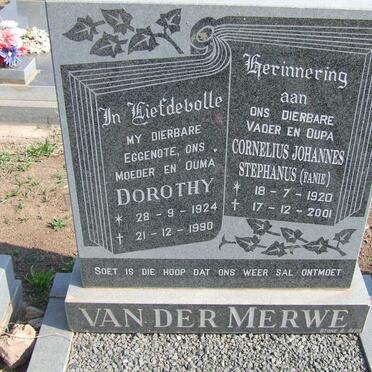 In Liefdevolle
MY DIERBARE
EGGENOTE, ONS
MOEDER EN OUMA
DOROTHY
* 28 - 9 - 1924
† 21 - 12 - 1990
Herinnering
aan
ONS DIERBARE
VADER EN OUPA
CORNELIUS JOHANNES
STEPHANUS (FANIE)
* 18 - 7 - 1920
† 17 - 12 - 2001
SOET IS DIE HOOP DAT ONS WEER SAL ONTMOET
VAN DER MERWE